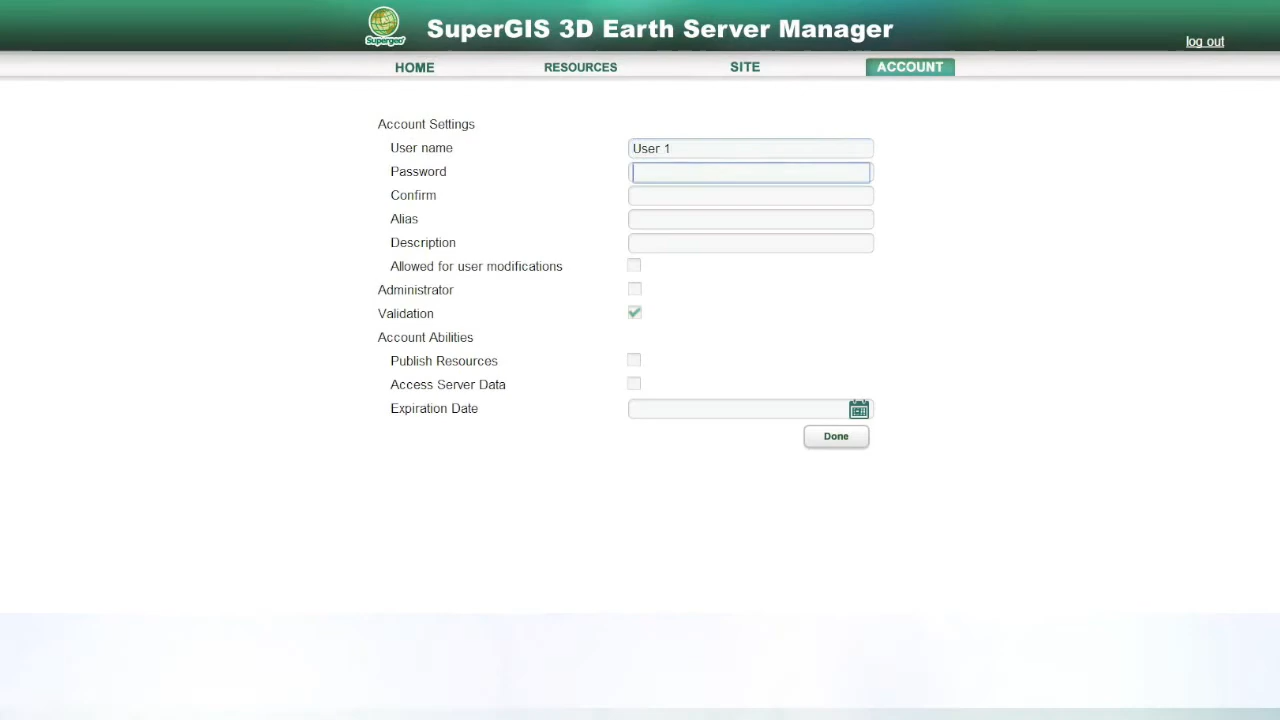 Supergeo
SuperGIS 3D Earth Server Manager
log out
HOME RESOURCES SITE ACCOUNT
Account Settings
User name User 1
Password
Confirm
Alias
Description
Allowed for user modifications
Administrator
Validation
Account Abilities
Publish Resources
Access Server Data
Expiration Date
Done